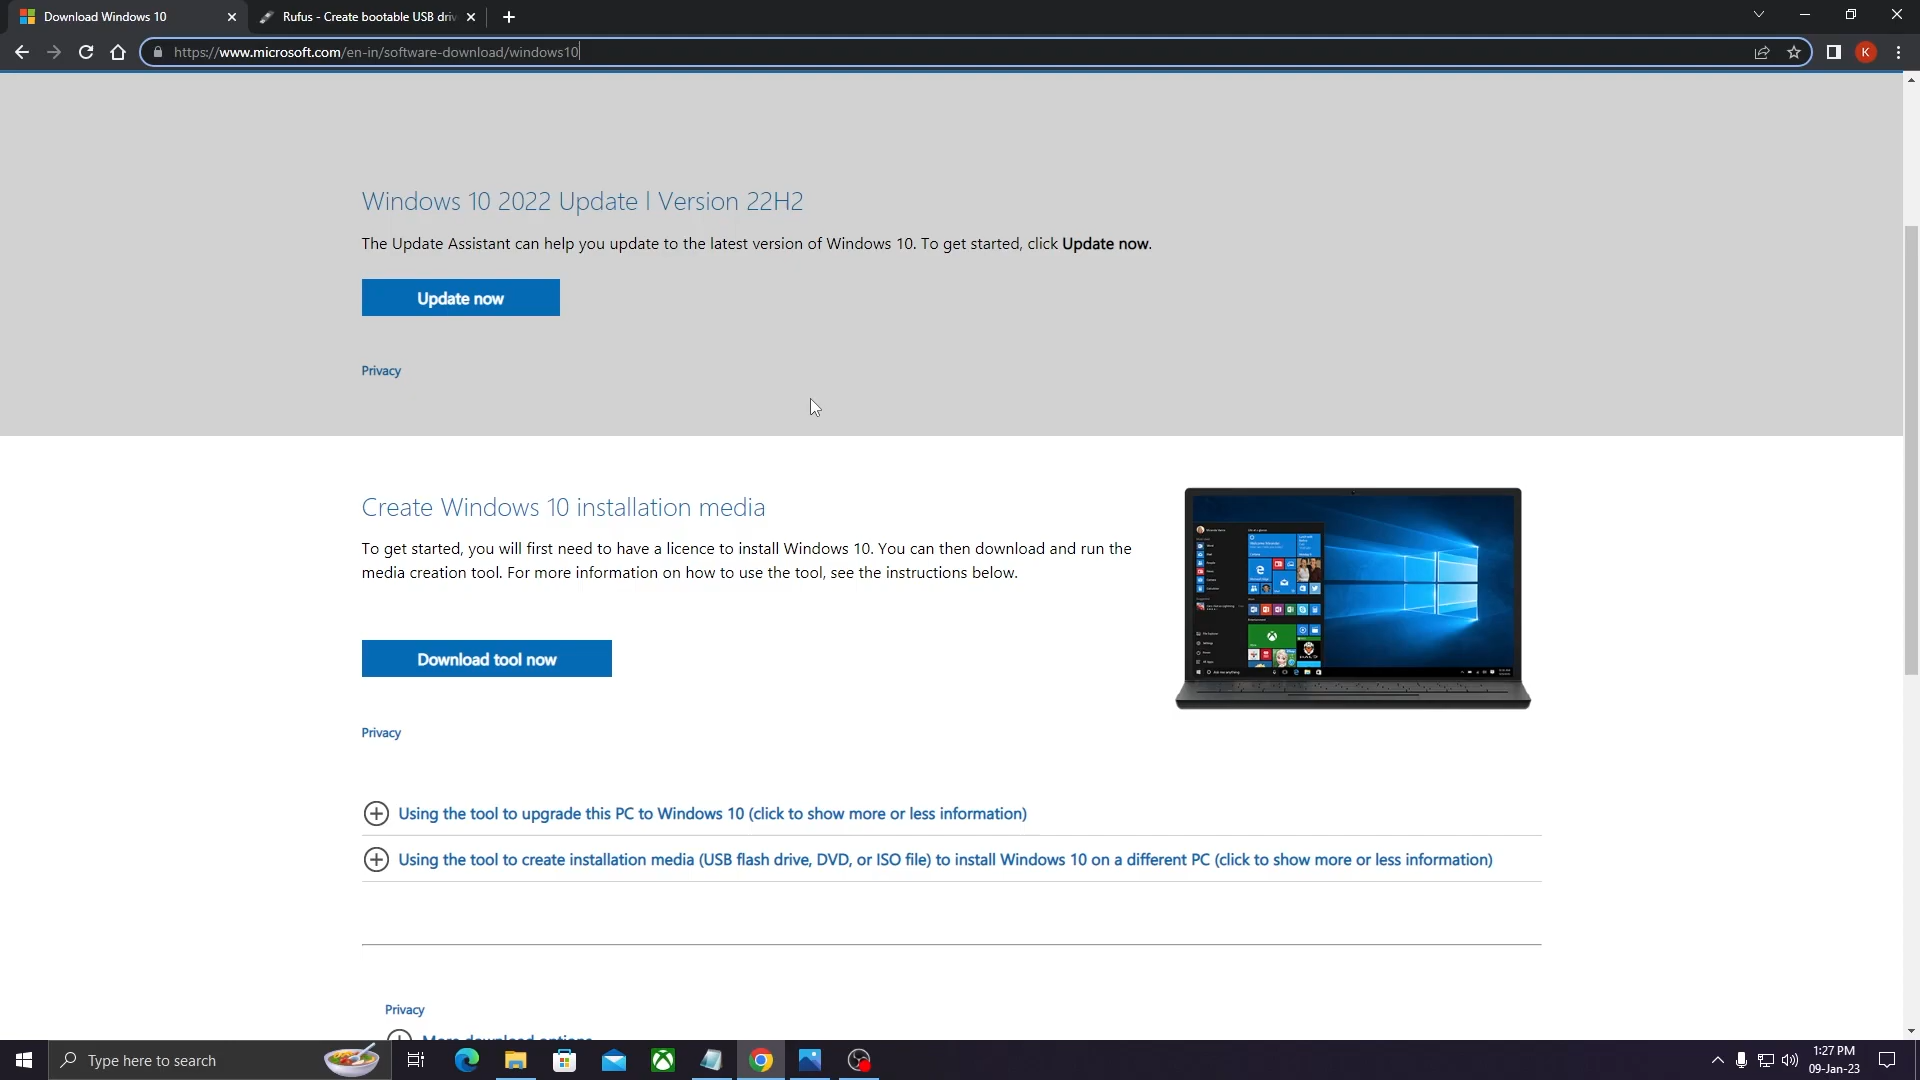 Download Windows 10
Rufus - Create bootable USB driv
https://www.microsoft.com/en-in/software-download/windows10
K
Windows 10 2022 Update l Version 22H2
The Update Assistant can help you update to the latest version of Windows 10. To get started, click Update now.
Update now
Privacy
Create Windows 10 installation media
To get started, you will first need to have a licence to install Windows 10. You can then download and run the
media creation tool. For more information on how to use the tool, see the instructions below.
Download tool now
Privacy
Using the tool to upgrade this PC to Windows 10 (click to show more or less information)
Using the tool to create installation media (USB flash drive, DVD, or ISO file) to install Windows 10 on a different PC (click to show more or less information)
Privacy
More download options
Type here to search
1:27 PM
09-Jan-23